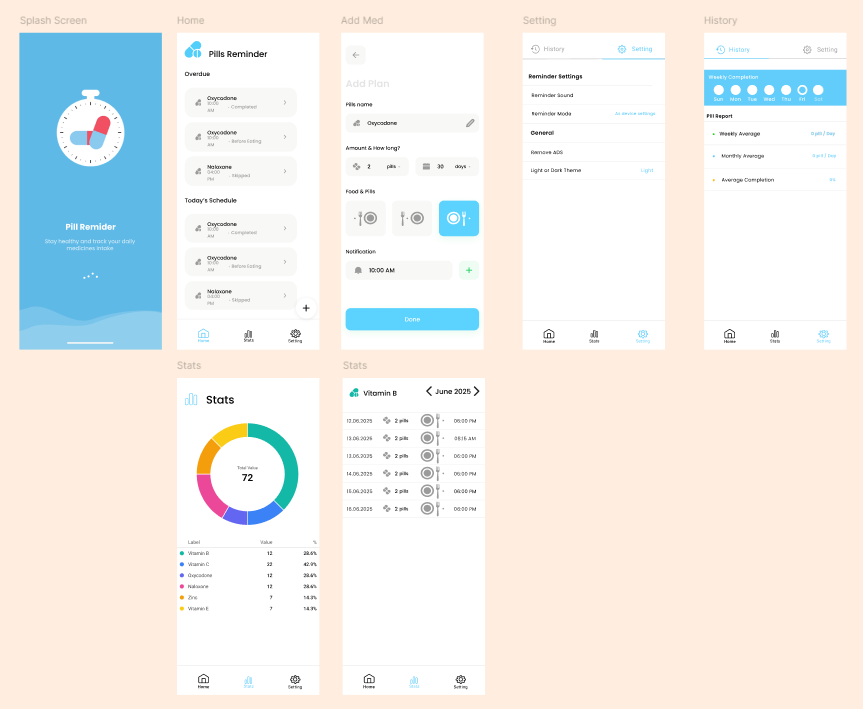 Splash Screen
Pill Remider
Stay healthy and track your daily
medicines intake
Home
Pills Reminder
Overdue
Oxycodone
10:00 AM - Completed
Oxycodone
10:00 AM - Before Eating
Naloxone
04:00 PM - Skipped
Today's Schedule
Oxycodone
10:00 AM - Completed
Oxycodone
10:00 AM - Before Eating
Naloxone
04:00 PM - Skipped
+
Home Stats Setting
Add Med
Add Plan
Pills name
Oxycodone
Amount & How long?
2 pills 30 days
Food & Pills
Notification
10:00 AM +
Done
Setting
History Setting
Reminder Settings
Reminder Sound
Reminder Mode As device settings
General
Remove ADS
Light or Dark Theme Light
Home Stats Setting
History
History Setting
Weekly Completion
Sun Mon Tue Wed Thu Fri Sat
Pill Report
Weekly Average 0 pill / Day
Monthly Average
Average Completion
Home Stats Setting
Stats
Stats
Total Value
72
Label Value %
Vitamin B 12 28.6%
Vitamin C 22 42.9%
Oxycodone 12 28.6%
Naloxone 12 28.6%
Zinc 7 14.3%
Vitamin E 7 14.3%
Home Stats Setting
Stats
Vitamin B < June 2025 >
12.06.2025 2 pills 06:00 PM
13.06.2025 2 pills 08:15 AM
13.06.2025 2 pills 06:00 PM
14.06.2025 2 pills 06:00 PM
15.06.2025 2 pills 06:00 PM
16.06.2025 2 pills 06:00 PM
Home Stats Setting